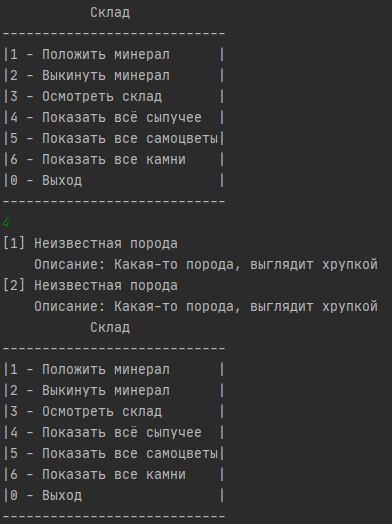 Склад
----------------------------
|1 - Положить минерал      |
|2 - Выкинуть минерал      |
|3 - Осмотреть склад       |
|4 - Показать всё сыпучее  |
|5 - Показать все самоцветы|
|6 - Показать все камни    |
|0 - Выход                 |
----------------------------
4
[1] Неизвестная порода
Описание: Какая-то порода, выглядит хрупкой
[2] Неизвестная порода
Описание: Какая-то порода, выглядит хрупкой
Склад
----------------------------
|1 - Положить минерал      |
|2 - Выкинуть минерал      |
|3 - Осмотреть склад       |
|4 - Показать всё сыпучее  |
|5 - Показать все самоцветы|
|6 - Показать все камни    |
|0 - Выход                 |
----------------------------